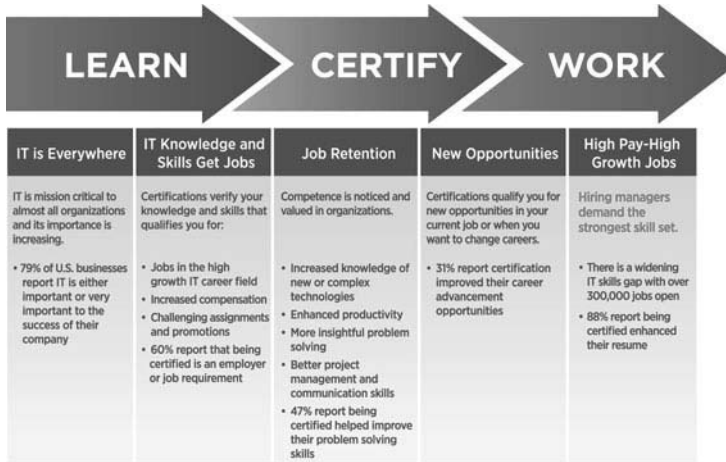 LEARN
CERTIFY
WORK
IT is Everywhere
IT is mission critical to
almost all organizations
and its importance is
increasing.
• 79% of U.S. businesses
report IT is either
important or very
important to the
success of their
company
IT Knowledge and
Skills Get Jobs
Certifications verify your
knowledge and skills that
qualifies you for:
• Jobs in the high
growth IT career field
• Increased compensation
• Challenging assignments
and promotions
• 60% report that being
certified is an employer
or job requirement
Job Retention
Competence is noticed and
valued in organizations.
• Increased knowledge of
new or complex
technologies
• Enhanced productivity
• More insightful problem
solving
• Better project
management and
communication skills
• 47% report being
certified helped improve
their problem solving
skills
New Opportunities
Certifications qualify you for
new opportunities in your
current job or when you
want to change careers.
• 31% report certification
improved their career
advancement
opportunities
High Pay-High
Growth Jobs
Hiring managers
demand the
strongest skill set.
• There is a widening
IT skills gap with over
300,000 jobs open
• 88% report being
certified enhanced
their resume